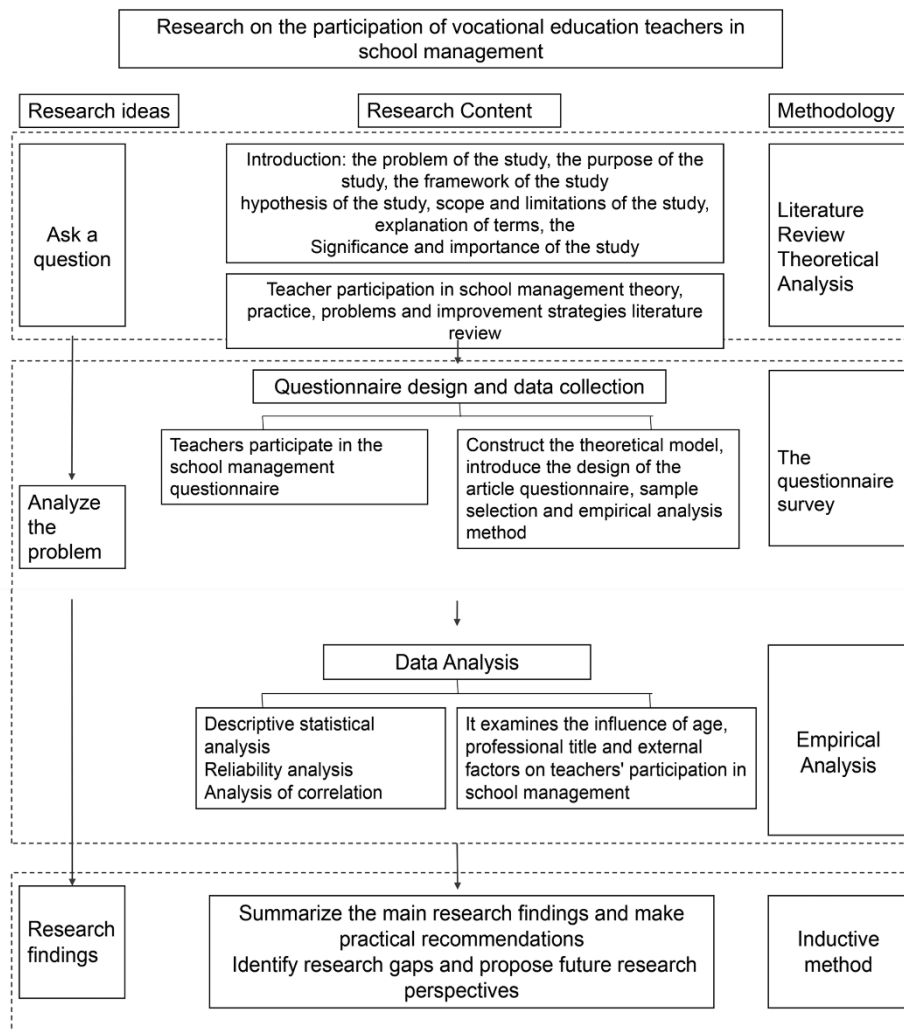 Research on the participation of vocational education teachers in
school management
Research ideas
Research Content
Methodology
Ask a
question
Introduction: the problem of the study, the purpose of the
study, the framework of the study
hypothesis of the study, scope and limitations of the study,
explanation of terms, the
Significance and importance of the study
Teacher participation in school management theory,
practice, problems and improvement strategies literature
review
Literature
Review
Theoretical
Analysis
Analyze
the
problem
Questionnaire design and data collection
Teachers participate in the
school management
questionnaire
Construct the theoretical model,
introduce the design of the
article questionnaire, sample
selection and empirical analysis
method
The
questionnaire
survey
Data Analysis
Descriptive statistical
analysis
Reliability analysis
Analysis of correlation
It examines the influence of age,
professional title and external
factors on teachers' participation in
school management
Empirical
Analysis
Research
findings
Summarize the main research findings and make
practical recommendations
Identify research gaps and propose future research
perspectives
Inductive
method